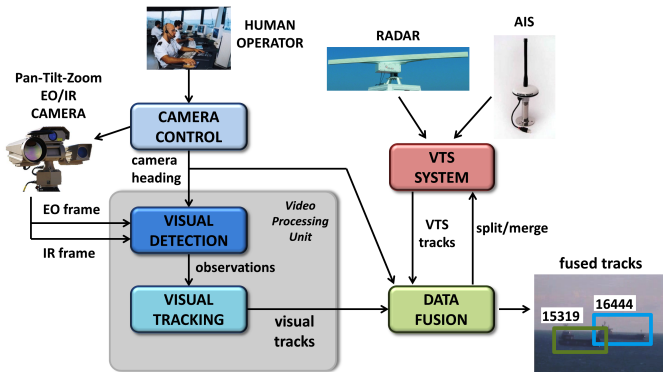 HUMAN
OPERATOR
RADAR
AIS
Pan-Tilt-Zoom
EO/IR
CAMERA
CAMERA
CONTROL
camera
heading
VTS
SYSTEM
EO frame
IR frame
Video
Processing
Unit
VISUAL
DETECTION
VTS
tracks
split/merge
observations
VISUAL
TRACKING
visual
tracks
DATA
FUSION
fused tracks
16444
15319